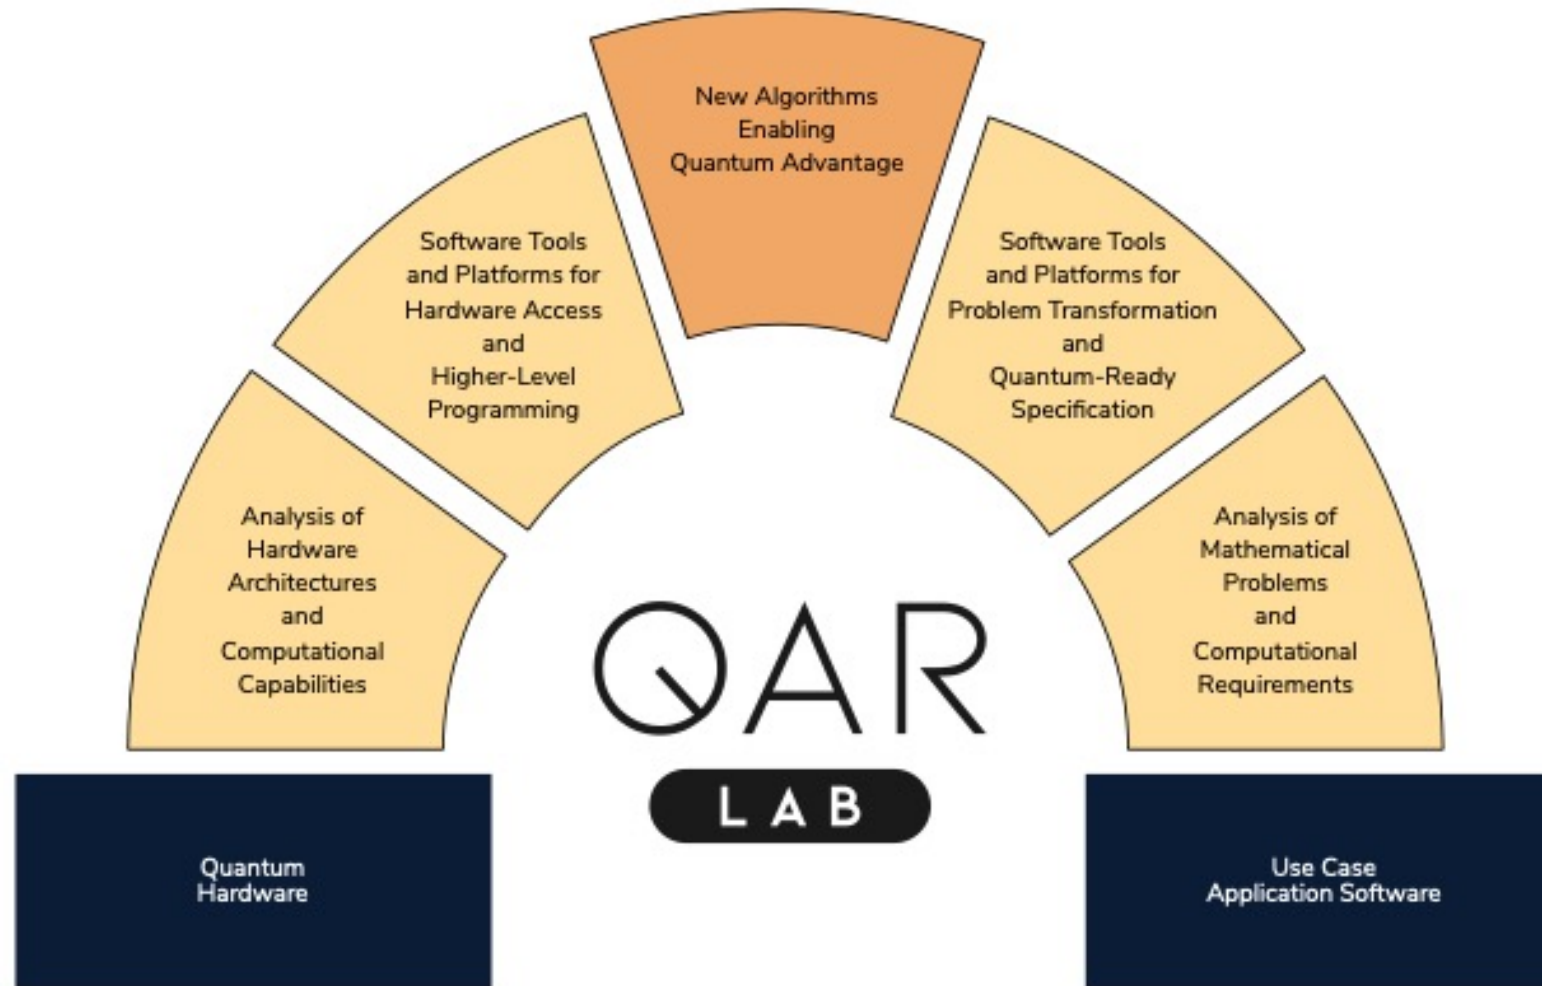 New Algorithms
Enabling
Quantum Advantage
Software Tools
and Platforms for
Hardware Access
and
Higher-Level
Programming
Software Tools
and Platforms for
Problem Transformation
and
Quantum-Ready
Specification
Analysis of
Hardware
Architectures
and
Computational
Capabilities
Analysis of
Mathematical
Problems
and
Computational
Requirements
QAR
LAB
Quantum
Hardware
Use Case
Application Software